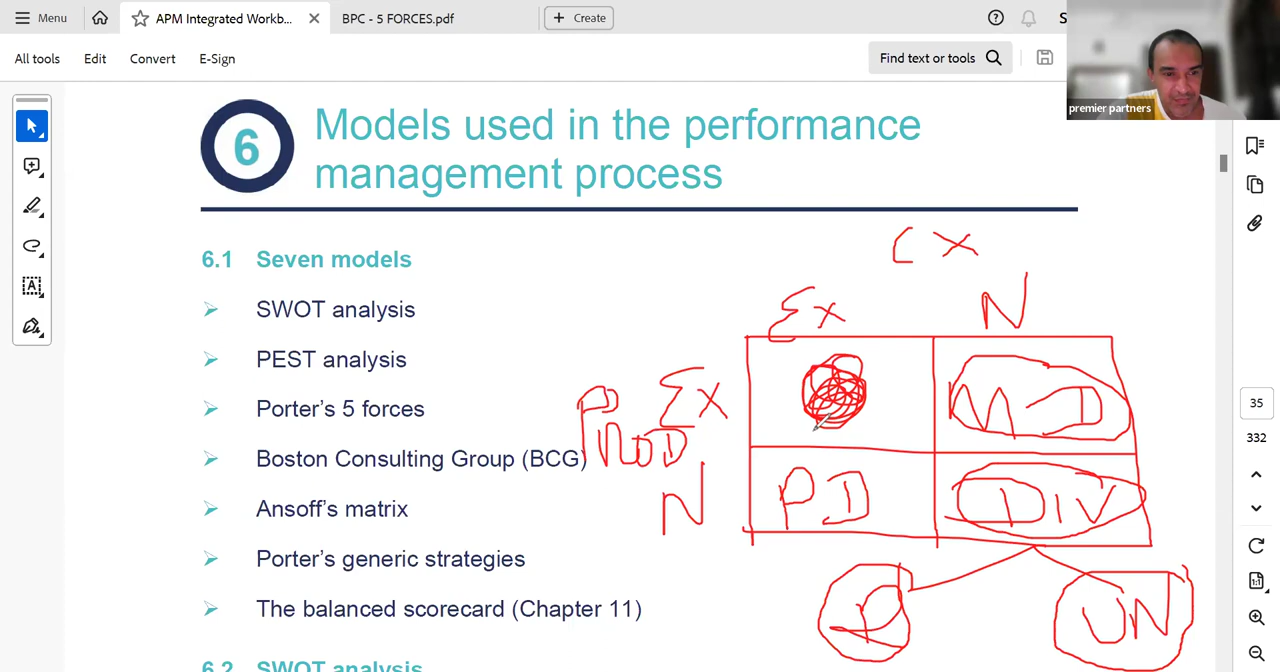 Menu
APM Integrated Workb...
BPC - 5 FORCES.pdf
Create
S
All tools
Edit
Convert
E-Sign
Find text or tools
premier partners
6
Models used in the performance
management process
6.1 Seven models
SWOT analysis
PEST analysis
Porter's 5 forces
Boston Consulting Group (BCG)
Ansoff's matrix
Porter's generic strategies
The balanced scorecard (Chapter 11)
6.2 SWOT analysis
Ex N
PROD Ex
M D
N
PD DIV
R UN
35
332